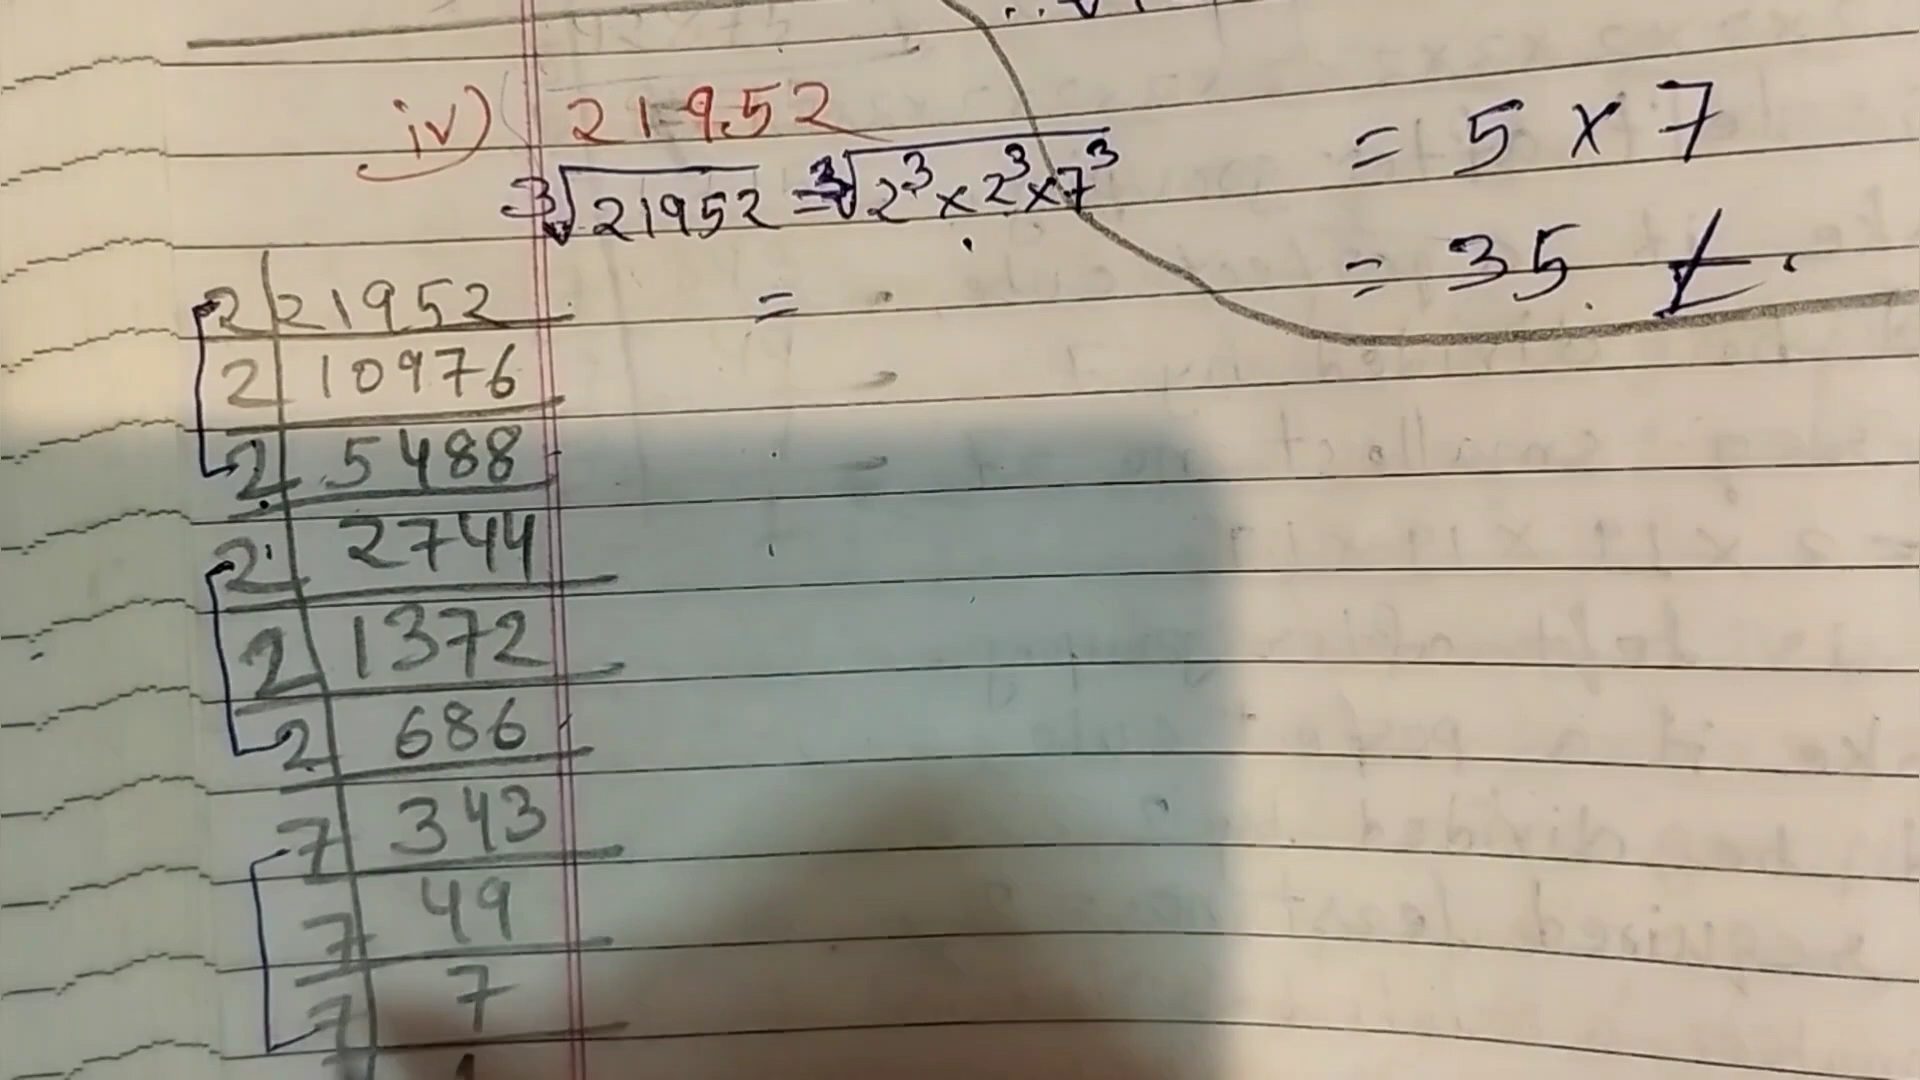 iv) 21952
∛21952 = ∛2³ × 2³ × 7³
=
2 | 21952
2 | 10976
2 | 5488
2 | 2744
2 | 1372
2 | 686
7 | 343
7 | 49
7 | 7
1
= 5 × 7
= 35